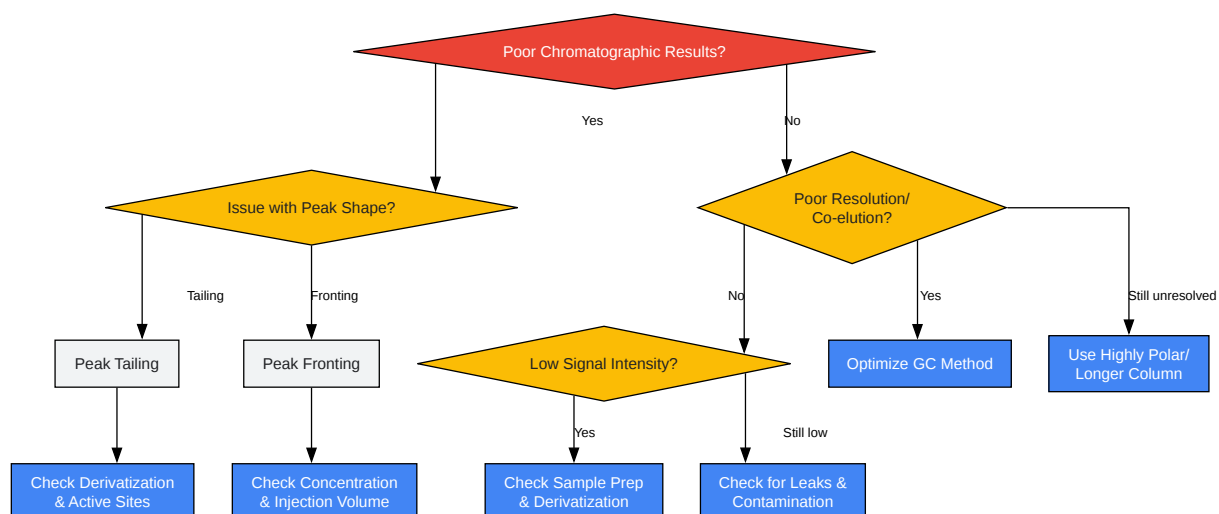 Poor Chromatographic Results?
Yes
No
Issue with Peak Shape?
Poor Resolution/
Co-elution?
Tailing
Fronting
No
Yes
Still unresolved
Peak Tailing
Peak Fronting
Low Signal Intensity?
Optimize GC Method
Use Highly Polar/
Longer Column
Yes
Still low
Check Derivatization
& Active Sites
Check Concentration
& Injection Volume
Check Sample Prep
& Derivatization
Check for Leaks &
Contamination